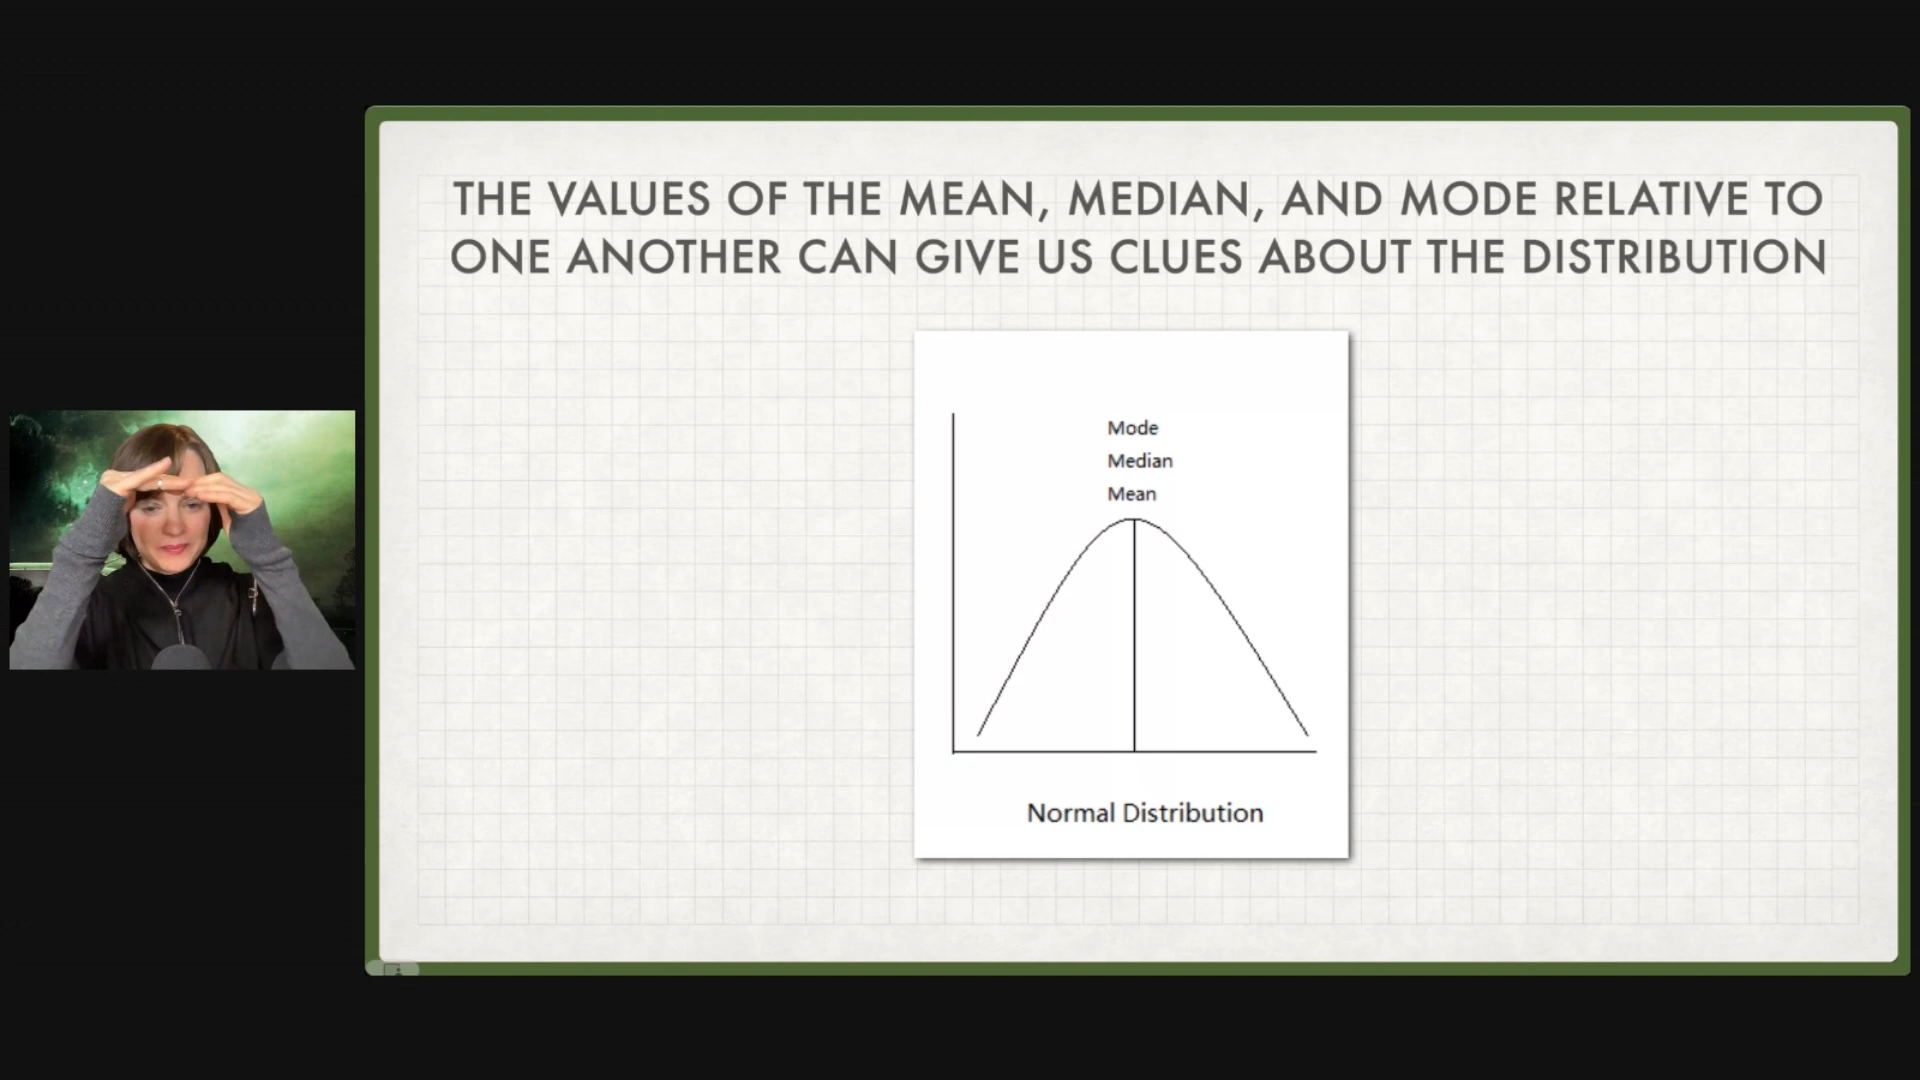 THE VALUES OF THE MEAN, MEDIAN, AND MODE RELATIVE TO
ONE ANOTHER CAN GIVE US CLUES ABOUT THE DISTRIBUTION
Mode
Median
Mean
Normal Distribution